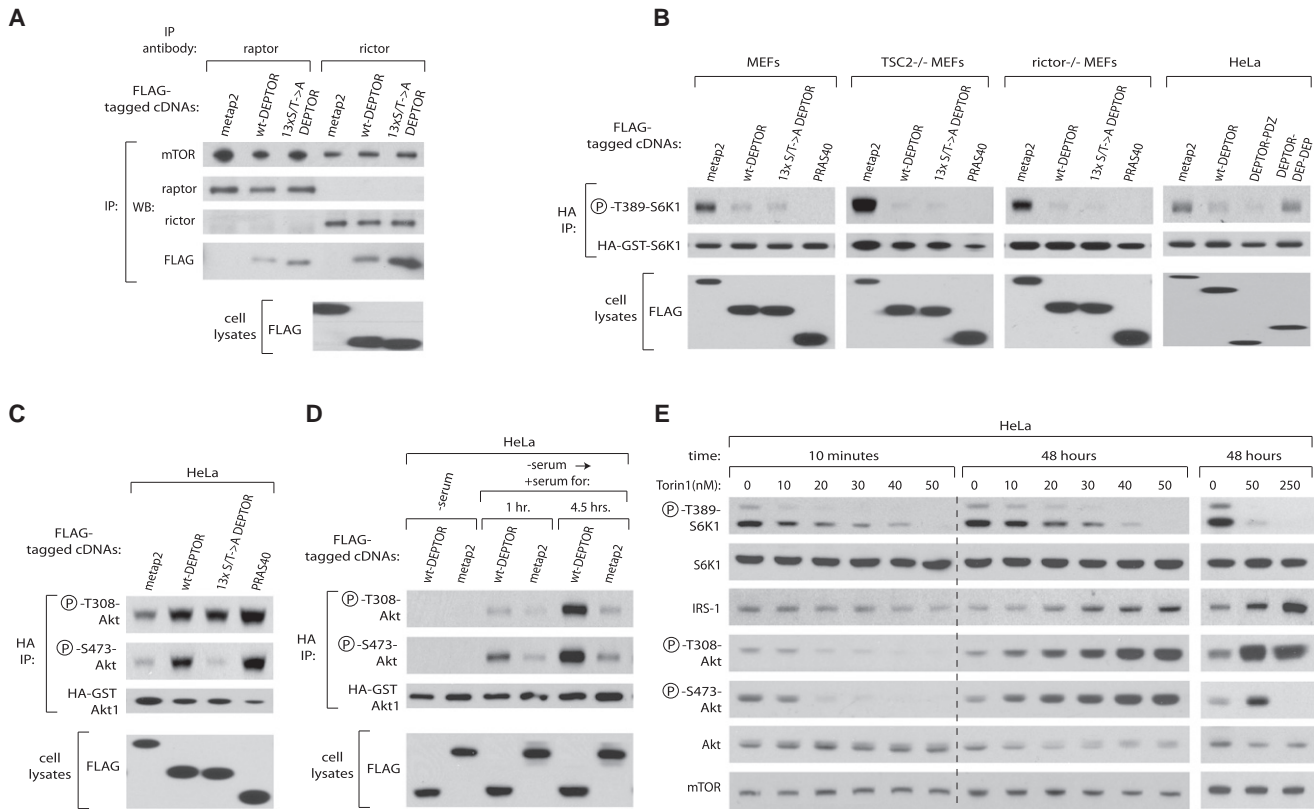 A
IP
antibody:
raptor
rictor
FLAG-
tagged cDNAs:
metap2
wt-DEPTOR
13xS/T->A
DEPTOR
metap2
wt-DEPTOR
13xS/T->A
DEPTOR
IP:
WB:
mTOR
raptor
rictor
FLAG
cell
lysates
FLAG
B
MEFs
TSC2-/- MEFs
rictor-/- MEFs
HeLa
FLAG-
tagged cDNAs:
metap2
wt-DEPTOR
13x S/T->A DEPTOR
PRAS40
metap2
wt-DEPTOR
13x S/T->A DEPTOR
PRAS40
metap2
wt-DEPTOR
13x S/T->A DEPTOR
PRAS40
metap2
wt-DEPTOR
DEPTOR-PDZ
DEPTOR-
DEP-DEP
HA
IP:
P-T389-S6K1
HA-GST-S6K1
cell
lysates
FLAG
C
HeLa
FLAG-
tagged cDNAs:
metap2
wt-DEPTOR
13x S/T->A DEPTOR
PRAS40
HA
IP:
P-T308-
Akt
P-S473-
Akt
HA-GST
Akt1
cell
lysates
FLAG
D
HeLa
-serum
-serum →
+serum for:
1 hr.
4.5 hrs.
FLAG-
tagged cDNAs:
wt-DEPTOR
metap2
wt-DEPTOR
metap2
wt-DEPTOR
metap2
HA
IP:
P-T308-
Akt
P-S473-
Akt
HA-GST
Akt1
cell
lysates
FLAG
E
HeLa
time:
10 minutes
48 hours
48 hours
Torin1(nM):
0 10 20 30 40 50
0 10 20 30 40 50
0 50 250
P-T389-
S6K1
S6K1
IRS-1
P-T308-
Akt
P-S473-
Akt
Akt
mTOR